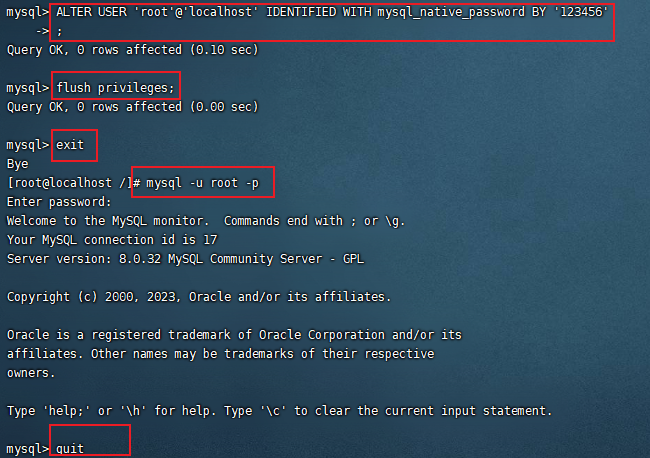 mysql> ALTER USER 'root'@'localhost' IDENTIFIED WITH mysql_native_password BY '123456'
-> ;
Query OK, 0 rows affected (0.10 sec)
mysql> flush privileges;
Query OK, 0 rows affected (0.00 sec)
mysql> exit
Bye
[root@localhost /]# mysql -u root -p
Enter password:
Welcome to the MySQL monitor.  Commands end with ; or \g.
Your MySQL connection id is 17
Server version: 8.0.32 MySQL Community Server - GPL
Copyright (c) 2000, 2023, Oracle and/or its affiliates.
Oracle is a registered trademark of Oracle Corporation and/or its
affiliates. Other names may be trademarks of their respective
owners.
Type 'help;' or '\h' for help. Type '\c' to clear the current input statement.
mysql> quit